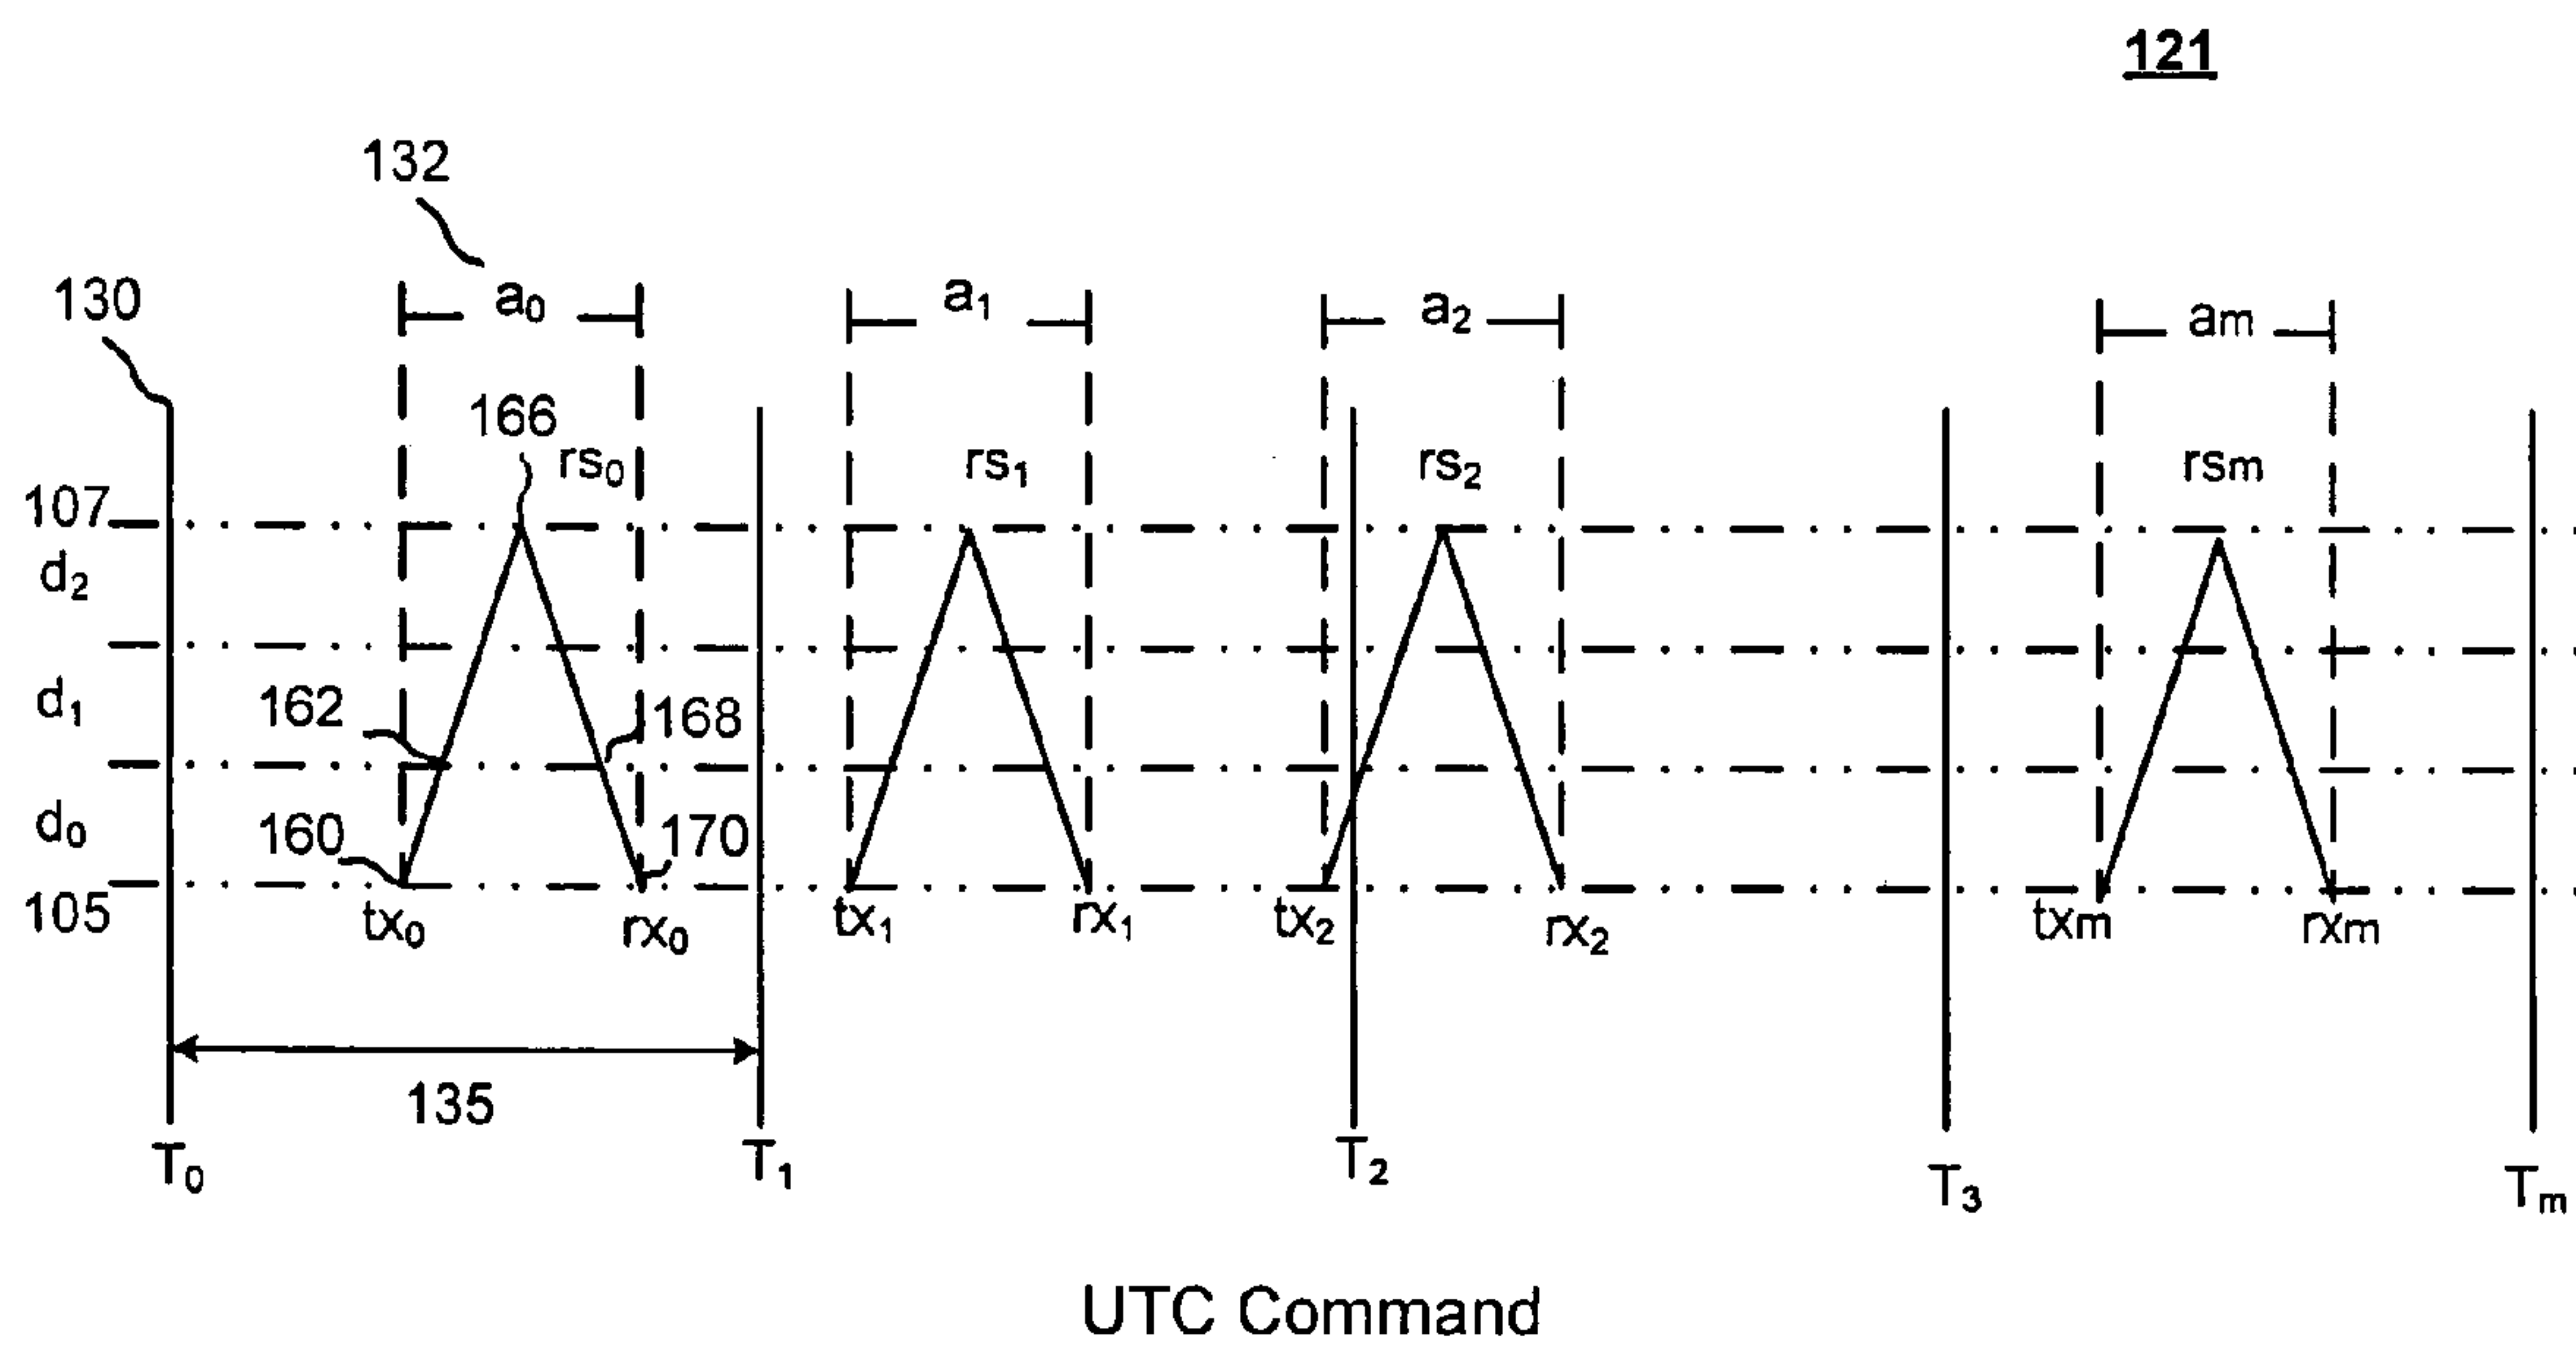 121
132
130
a₀
a₁
a₂
am
166
rs₀
rs₁
rs₂
rsm
107
d₂
d₁
162
168
d₀
160
170
105
tx₀
rx₀
tx₁
rx₁
tx₂
rx₂
txm
rxm
135
T₀
T₁
T₂
T₃
Tₘ
UTC Command